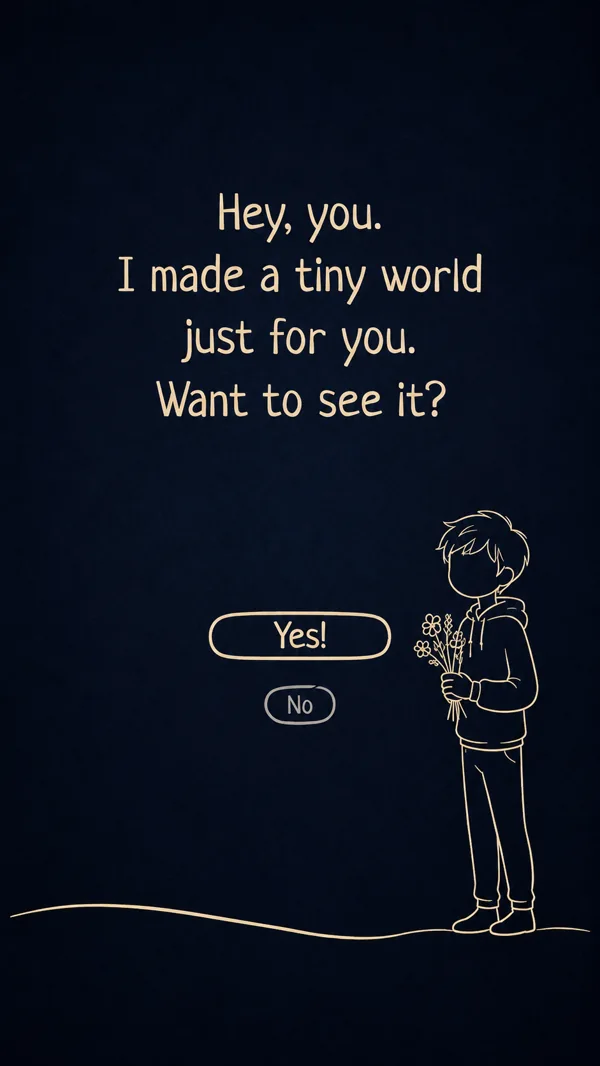 Hey, you.
I made a tiny world
just for you.
Want to see it?
Yes!
No